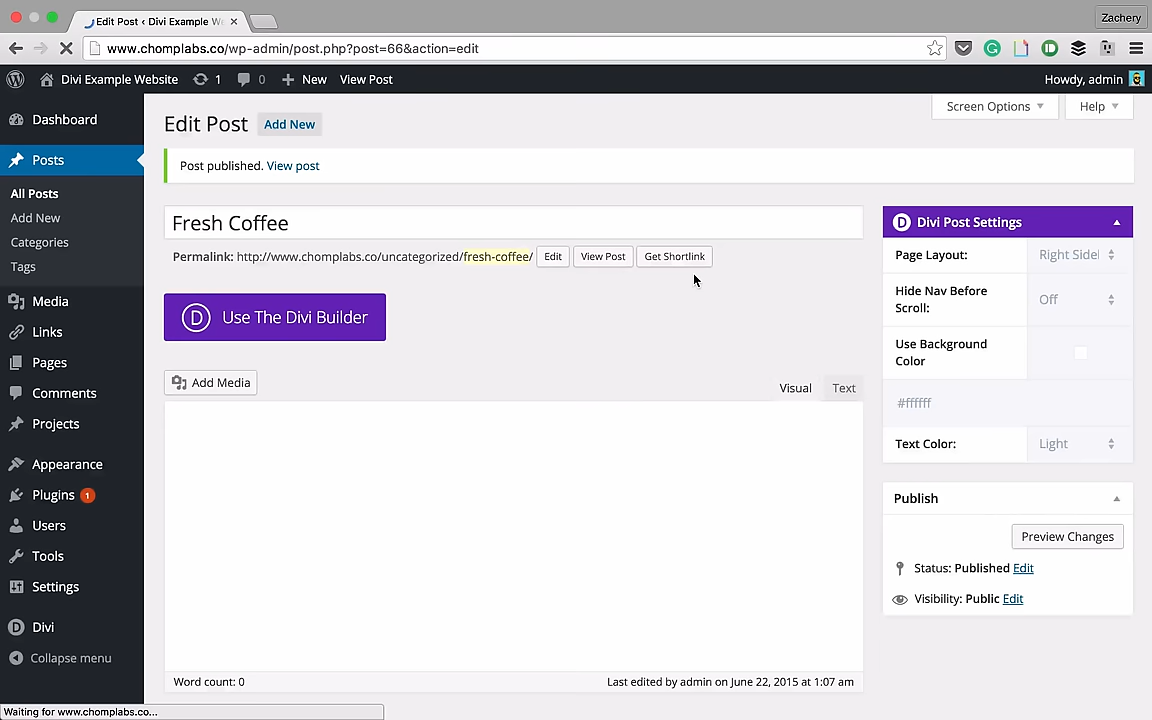 Edit Post ‹ Divi Example We
Zachery
www.chomplabs.co/wp-admin/post.php?post=66&action=edit
Divi Example Website 1 0 New View Post
Howdy, admin
Screen Options
Help
Dashboard
Posts
All Posts
Add New
Categories
Tags
Media
Links
Pages
Comments
Projects
Appearance
Plugins 1
Users
Tools
Settings
Divi
Collapse menu
Edit Post Add New
Post published. View post
Fresh Coffee
Permalink: http://www.chomplabs.co/uncategorized/fresh-coffee/ Edit View Post Get Shortlink
D Use The Divi Builder
Add Media
Visual Text
Word count: 0
Last edited by admin on June 22, 2015 at 1:07 am
D Divi Post Settings
Page Layout: Right Sidel
Hide Nav Before
Scroll:
Off
Use Background
Color
#ffffff
Text Color: Light
Publish
Preview Changes
Status: Published Edit
Visibility: Public Edit
Waiting for www.chomplabs.co...